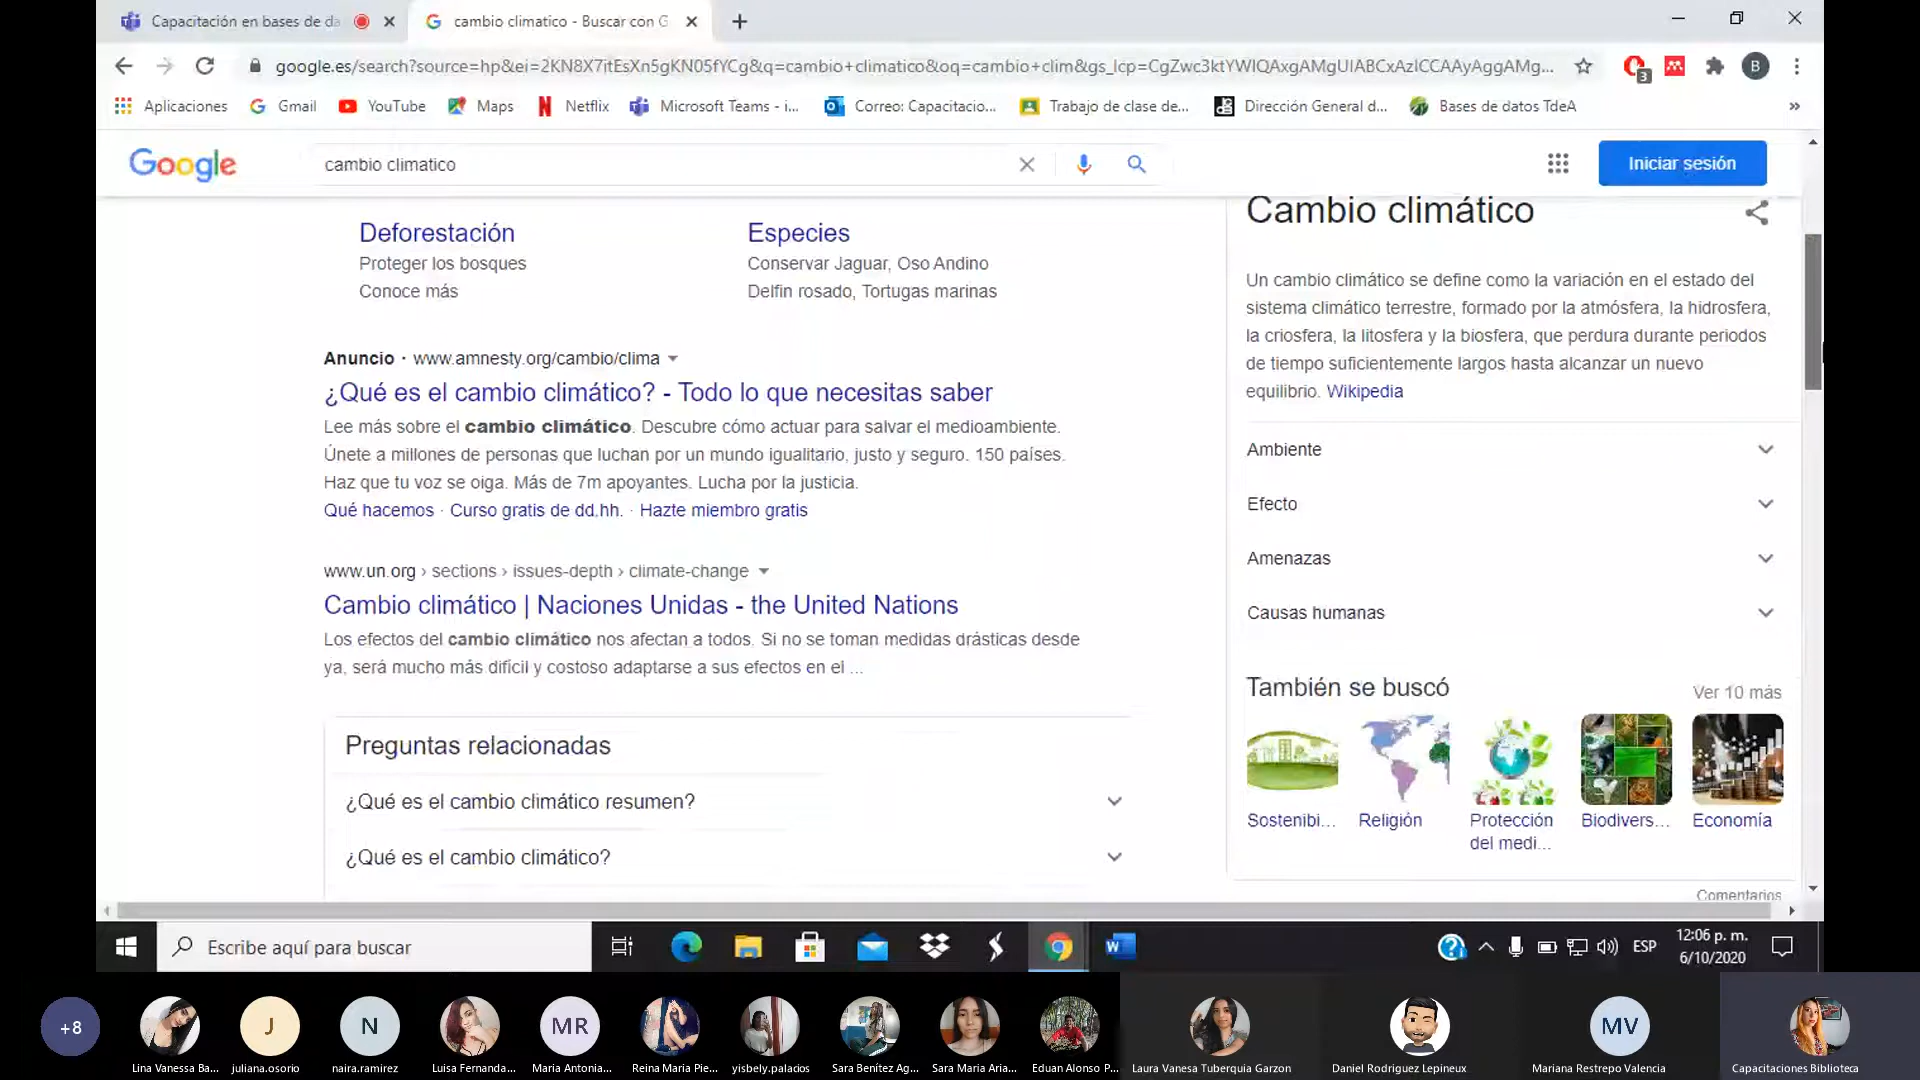 Capacitación en bases de da
cambio climatico - Buscar con G
google.es/search?source=hp&ei=2KN8X7itEsXn5gKN05fYCg&q=cambio+climatico&oq=cambio+clim&gs_lcp=CgZwc3ktYWIQAxgAMgUIABCxAzICCAAyAggAMg...
3
B
Aplicaciones
Gmail
YouTube
Maps
Netflix
Microsoft Teams - i...
Correo: Capacitacio...
Trabajo de clase de...
Dirección General d...
Bases de datos TdeA
Google
cambio climatico
Iniciar sesión
Deforestación
Proteger los bosques
Conoce más
Especies
Conservar Jaguar, Oso Andino
Delfin rosado, Tortugas marinas
Anuncio · www.amnesty.org/cambio/clima
¿Qué es el cambio climático? - Todo lo que necesitas saber
Lee más sobre el cambio climático. Descubre cómo actuar para salvar el medioambiente.
Únete a millones de personas que luchan por un mundo igualitario, justo y seguro. 150 países.
Haz que tu voz se oiga. Más de 7m apoyantes. Lucha por la justicia.
Qué hacemos · Curso gratis de dd.hh. · Hazte miembro gratis
www.un.org › sections › issues-depth › climate-change
Cambio climático | Naciones Unidas - the United Nations
Los efectos del cambio climático nos afectan a todos. Si no se toman medidas drásticas desde
ya, será mucho más difícil y costoso adaptarse a sus efectos en el ...
Preguntas relacionadas
¿Qué es el cambio climático resumen?
¿Qué es el cambio climático?
Cambio climático
Un cambio climático se define como la variación en el estado del
sistema climático terrestre, formado por la atmósfera, la hidrosfera,
la criosfera, la litosfera y la biosfera, que perdura durante periodos
de tiempo suficientemente largos hasta alcanzar un nuevo
equilibrio. Wikipedia
Ambiente
Efecto
Amenazas
Causas humanas
También se buscó
Ver 10 más
Sostenibi...
Religión
Protección
del medi...
Biodivers...
Economía
Comentarios
Escribe aquí para buscar
ESP
12:06 p. m.
6/10/2020
+8
J
N
MR
MV
Lina Vanessa Ba...
juliana.osorio
naira.ramirez
Luisa Fernanda...
Maria Antonia...
Reina Maria Pie...
yisbely.palacios
Sara Benítez Ag...
Sara Maria Aria...
Eduan Alonso P...
Laura Vanesa Tuberquia Garzon
Daniel Rodriguez Lepineux
Mariana Restrepo Valencia
Capacitaciones Biblioteca